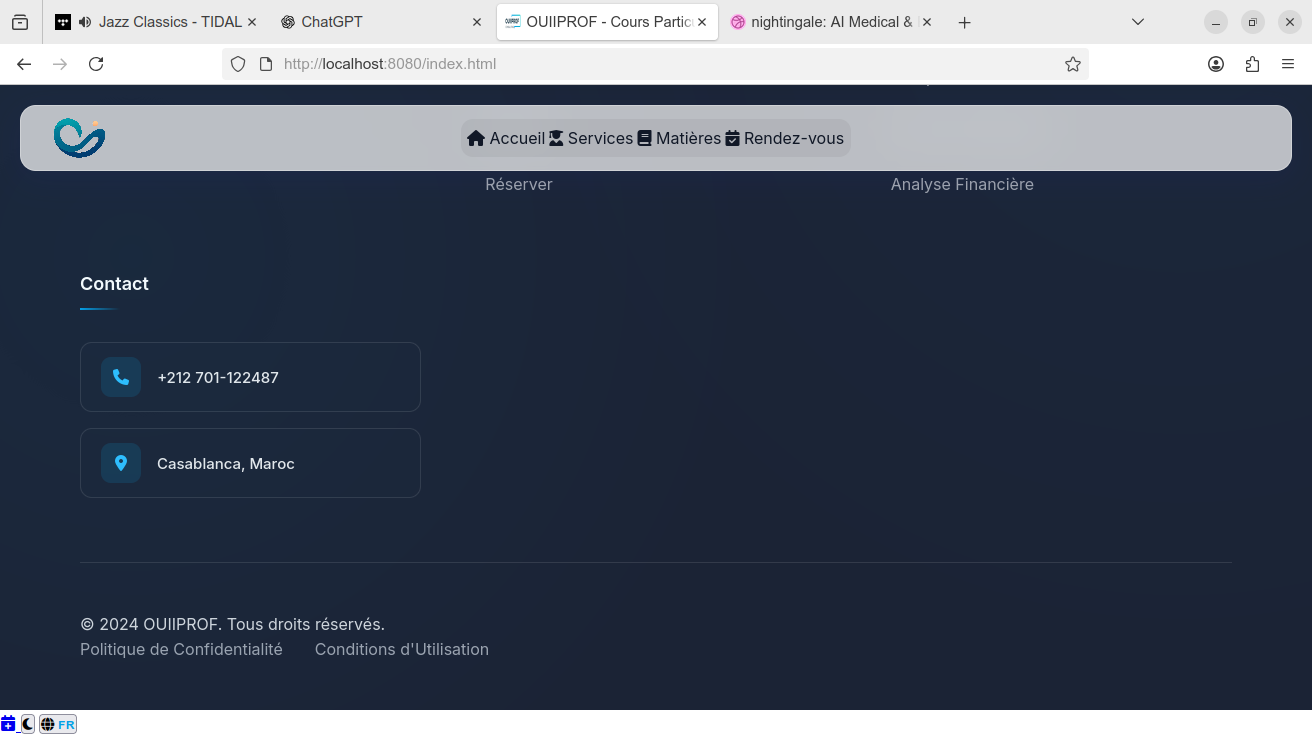 Jazz Classics - TIDAL
ChatGPT
OUIIPROF - Cours Partic
nightingale: AI Medical &
http://localhost:8080/index.html
Accueil Services Matières Rendez-vous
Réserver
Analyse Financière
Contact
+212 701-122487
Casablanca, Maroc
© 2024 OUIIPROF. Tous droits réservés.
Politique de Confidentialité Conditions d'Utilisation
FR